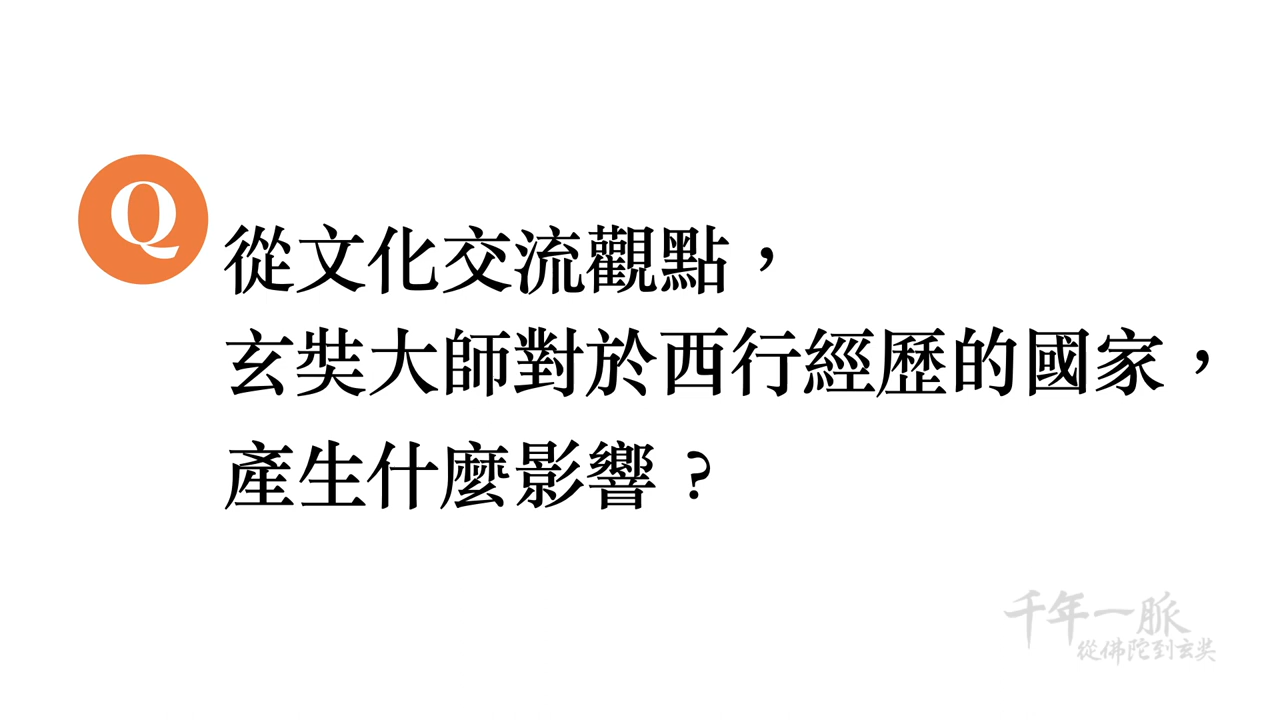 Q
從文化交流觀點，
玄奘大師對於西行經歷的國家，
產生什麼影響？
千年一脈
從佛陀到玄奘